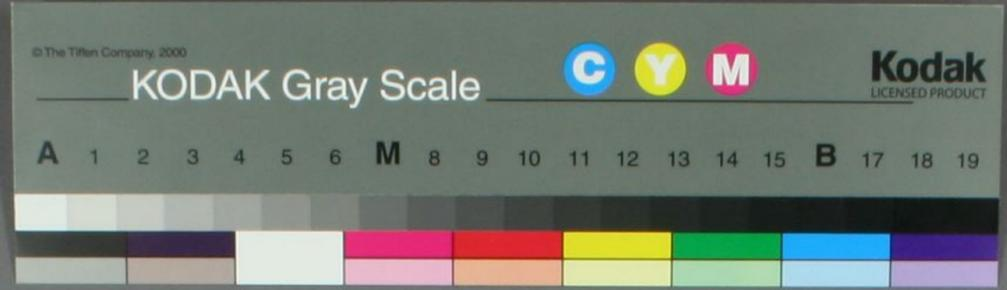 © The Tiffen Company, 2000
KODAK Gray Scale
C Y M
Kodak
LICENSED PRODUCT
A 1 2 3 4 5 6 M 8 9 10 11 12 13 14 15 B 17 18 19